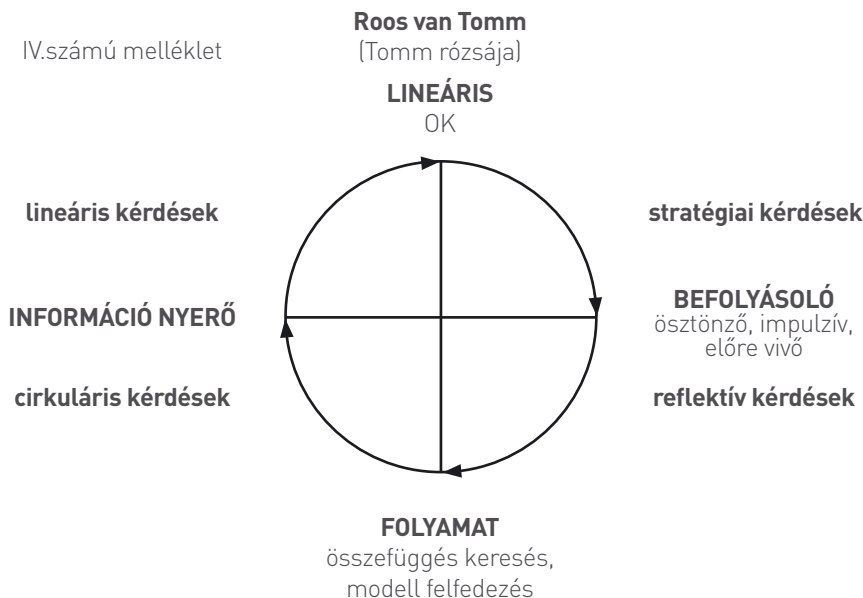 Roos van Tomm
IV.számú melléklet
(Tomm rózsája)
LINEÁRIS
OK
lineáris kérdések
stratégiai kérdések
INFORMÁCIÓ NYERŐ
BEFOLYÁSOLÓ
ösztönző, impulzív,
előre vivő
cirkuláris kérdések
reflektív kérdések
FOLYAMAT
összefüggés keresés,
modell felfedezés